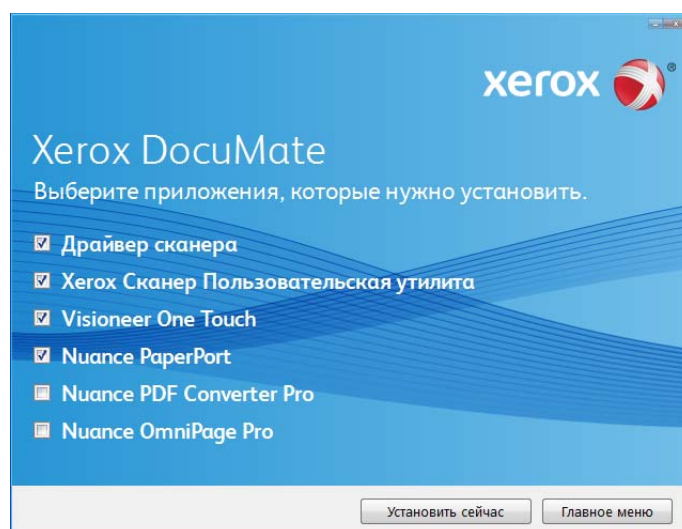 xerox ®
Xerox DocuMate
Выберите приложения, которые нужно установить.
Драйвер сканера
Xerox Сканер Пользовательская утилита
Visioneer One Touch
Nuance PaperPort
Nuance PDF Converter Pro
Nuance OmniPage Pro
Установить сейчас Главное меню